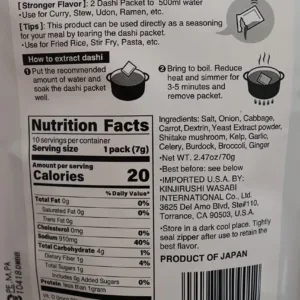 [Stronger Flavor]: 2 Dashi Packet to 500ml water
•Use for Curry, Stew, Udon, Ramen, etc.
[Tips]: This product can be used directly as a seasoning
for your meal by tearing the dashi packet.
•Use for Fried Rice, Stir Fry, Pasta, etc.
How to extract dashi
1 Put the recommended
amount of water and
soak the dashi packet
well.
2 Bring to boil. Reduce
heat and simmer for
3-5 minutes and
remove packet.
Nutrition Facts
10 servings per container
Serving size 1 pack (7g)
Amount per serving
Calories 20
% Daily Value*
Total Fat 0g 0%
Saturated Fat 0g 0%
Trans Fat 0g
Cholesterol 0mg 0%
Sodium 910mg 40%
Total Carbohydrate 4g 1%
Dietary Fiber 1g 4%
Total Sugars 1g
Includes 0g Added Sugars 0%
Protein less than 1gram
Ingredients: Salt, Onion, Cabbage,
Carrot, Dextrin, Yeast Extract powder,
Shiitake mushroom, Kelp, Garlic,
Celery, Burdock, Broccoli, Ginger
•Net WT. 2.47oz/70g
•Best before: see below
•IMPORTED U.S.A. BY:
KINJIRUSHI WASABI
INTERNATIONAL Co. Ltd.
3625 Del Amo Blvd, Ste#110.
Torrance, CA 90503, U.S.A.
•Store in a dark cool place. Tightly
seal zipper after use to retain the
best flavor.
PRODUCT OF JAPAN
PE, M, PA